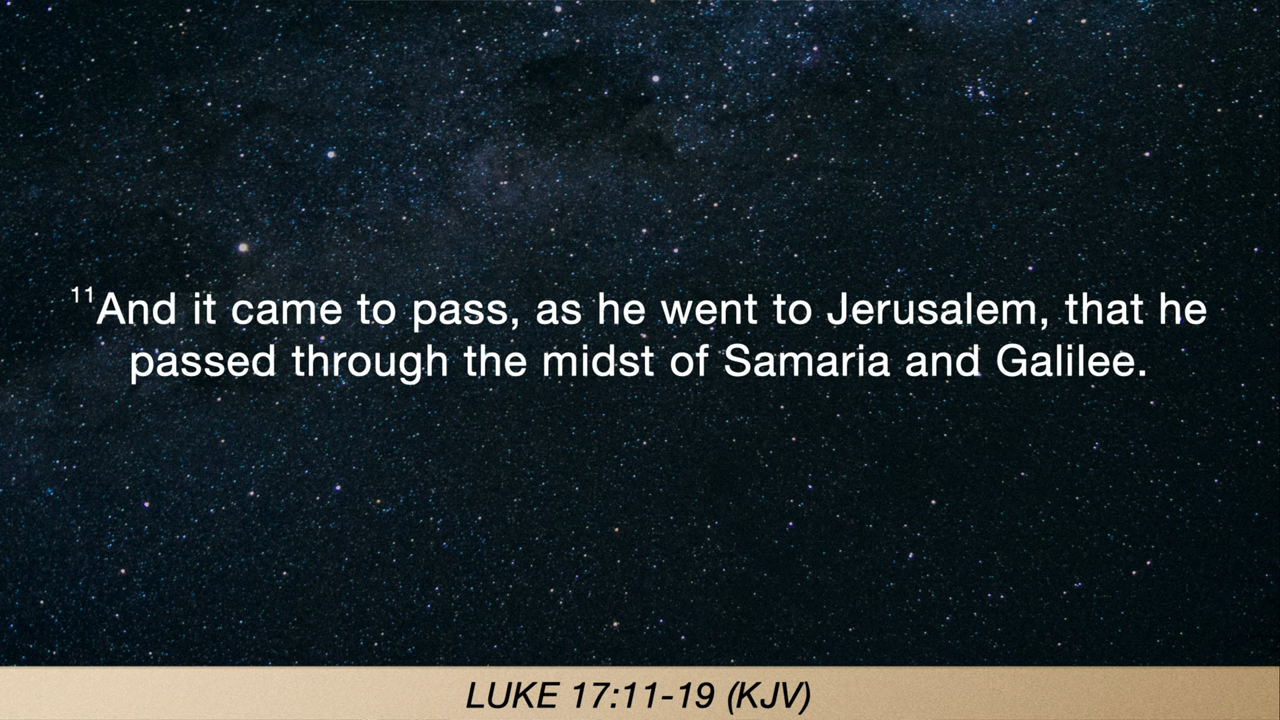 11And it came to pass, as he went to Jerusalem, that he
passed through the midst of Samaria and Galilee.
LUKE 17:11-19 (KJV)